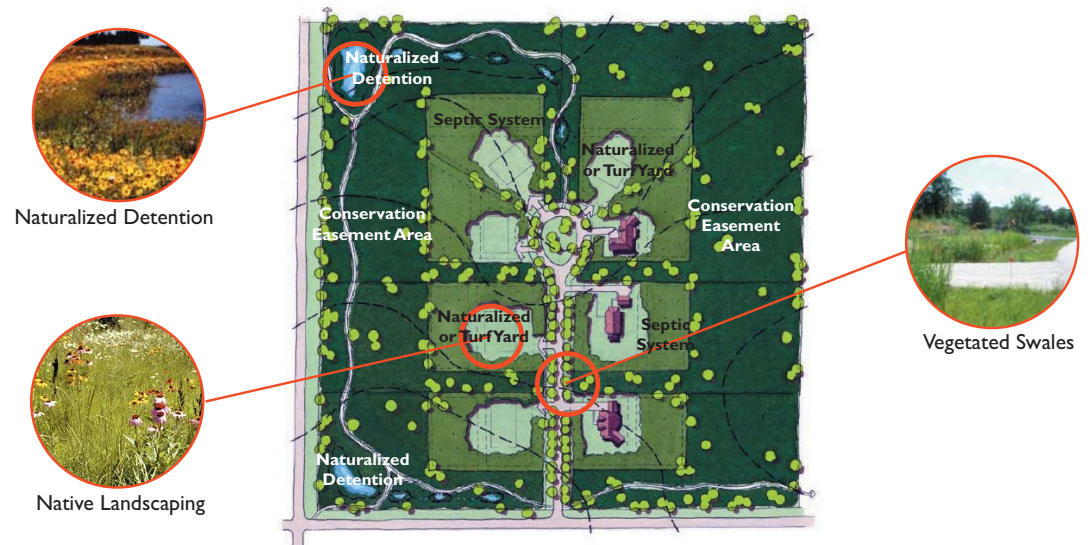 Naturalized
Detention
Septic System
Naturalized
or Turf Yard
Conservation
Easement Area
Conservation
Easement
Area
Naturalized
or Turf Yard
Septic
System
Naturalized
Detention
Naturalized Detention
Native Landscaping
Vegetated Swales